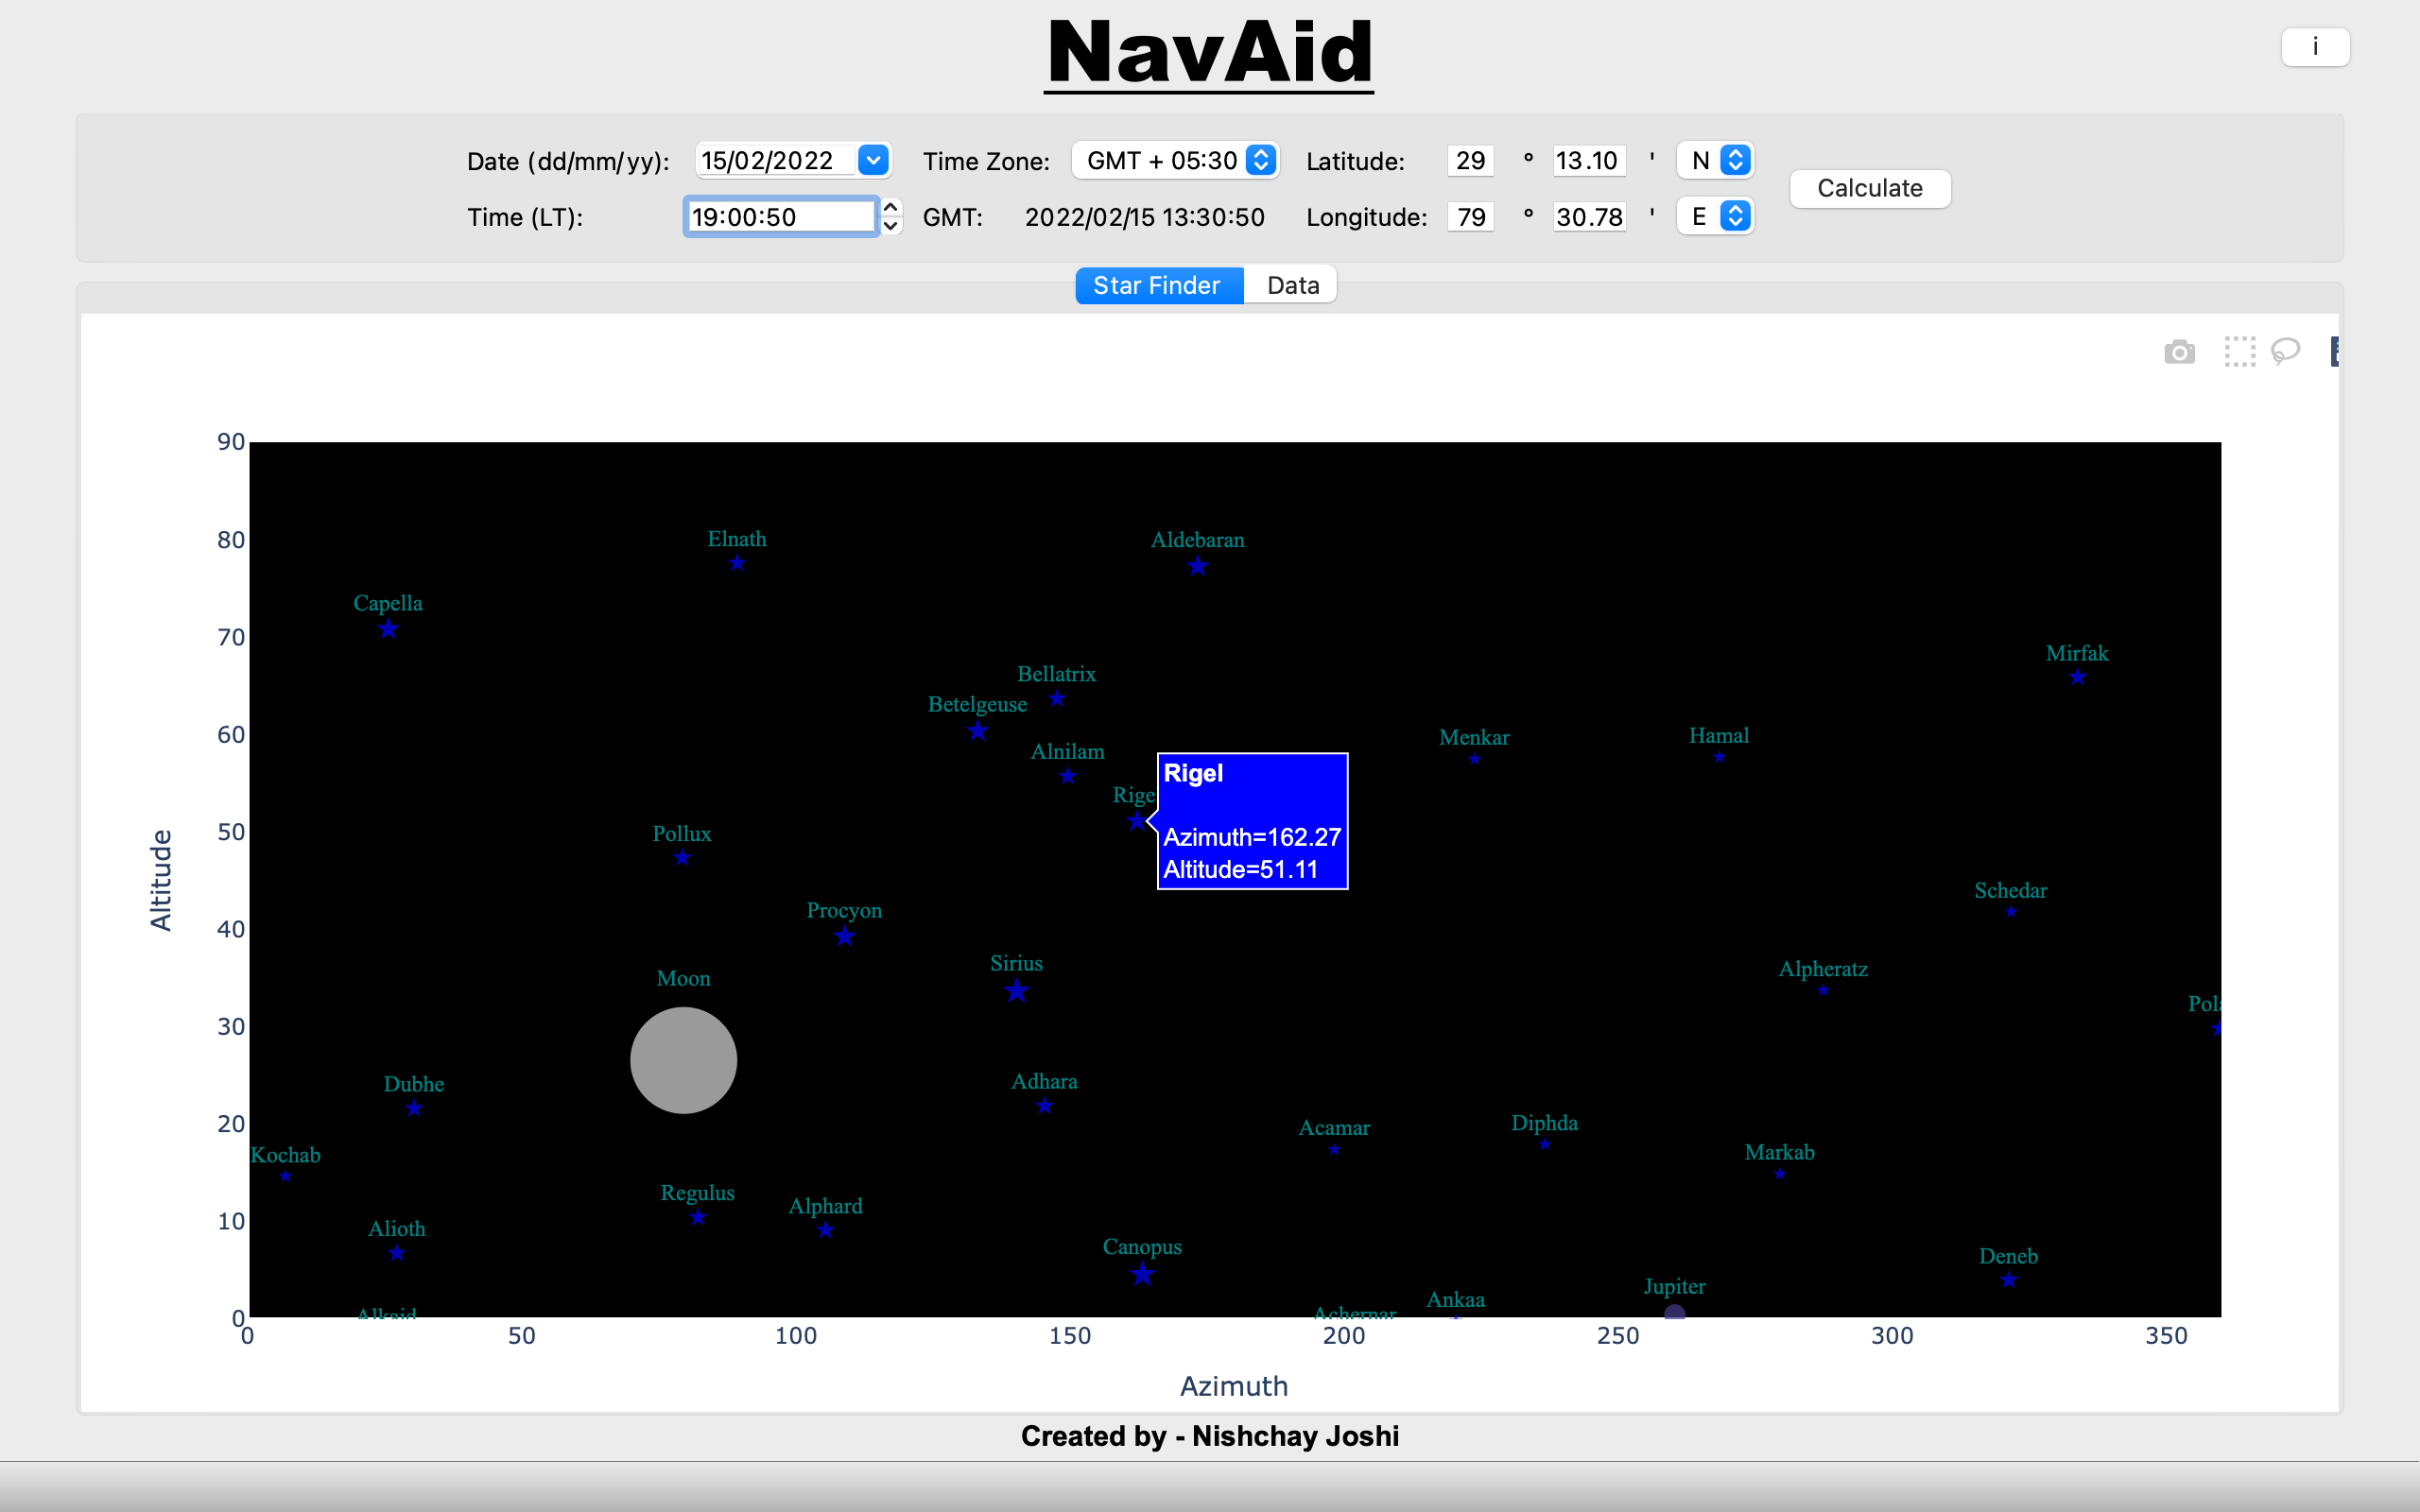 NavAid
i
Date (dd/mm/yy): 15/02/2022 Time Zone: GMT + 05:30 Latitude: 29 ° 13.10 ' N
Calculate
Time (LT): 19:00:50 GMT: 2022/02/15 13:30:50 Longitude: 79 ° 30.78 ' E
Star Finder Data
90
80
70
60
50
40
30
20
10
0
Altitude
Elnath
Aldebaran
Capella
Mirfak
Bellatrix
Betelgeuse
Menkar
Hamal
Alnilam
Rigel
Azimuth=162.27
Altitude=51.11
Rige
Pollux
Schedar
Procyon
Sirius
Alpheratz
Moon
Pola
Dubhe
Adhara
Acamar
Diphda
Kochab
Markab
Regulus
Alphard
Alioth
Canopus
Deneb
Jupiter
Ankaa
Alkaid
Achernar
0 50 100 150 200 250 300 350
Azimuth
Created by - Nishchay Joshi